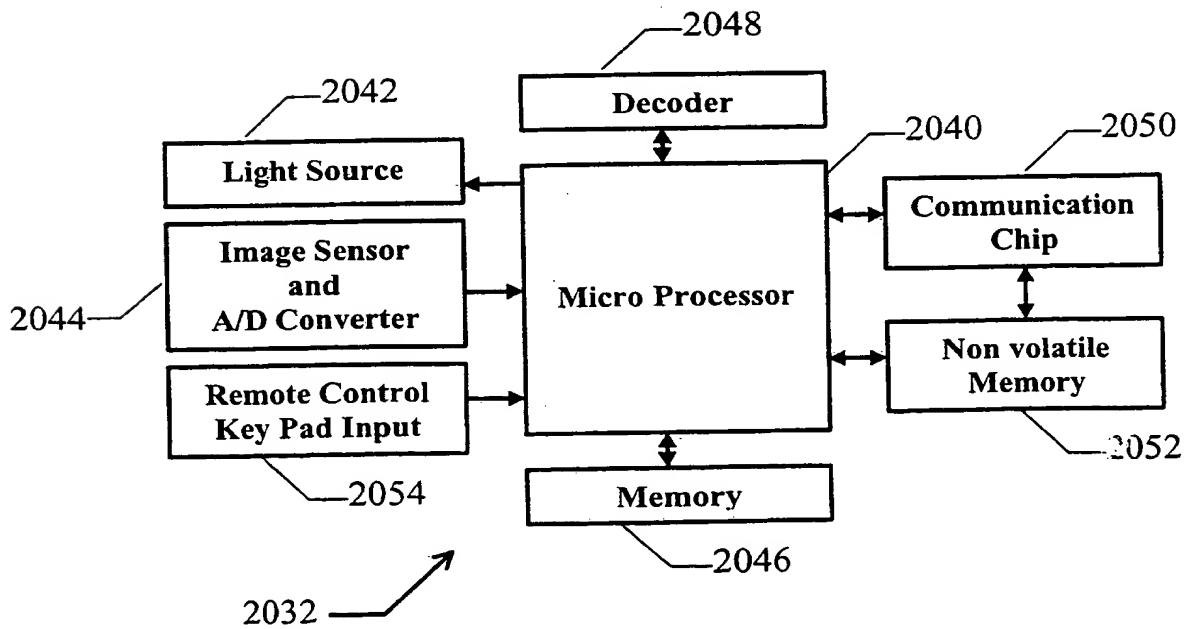 2048
Decoder
2042
Light Source
2040
2050
Communication
Chip
Image Sensor
and
A/D Converter
2044
Micro Processor
Non volatile
Memory
Remote Control
Key Pad Input
2052
2054
Memory
2046
2032